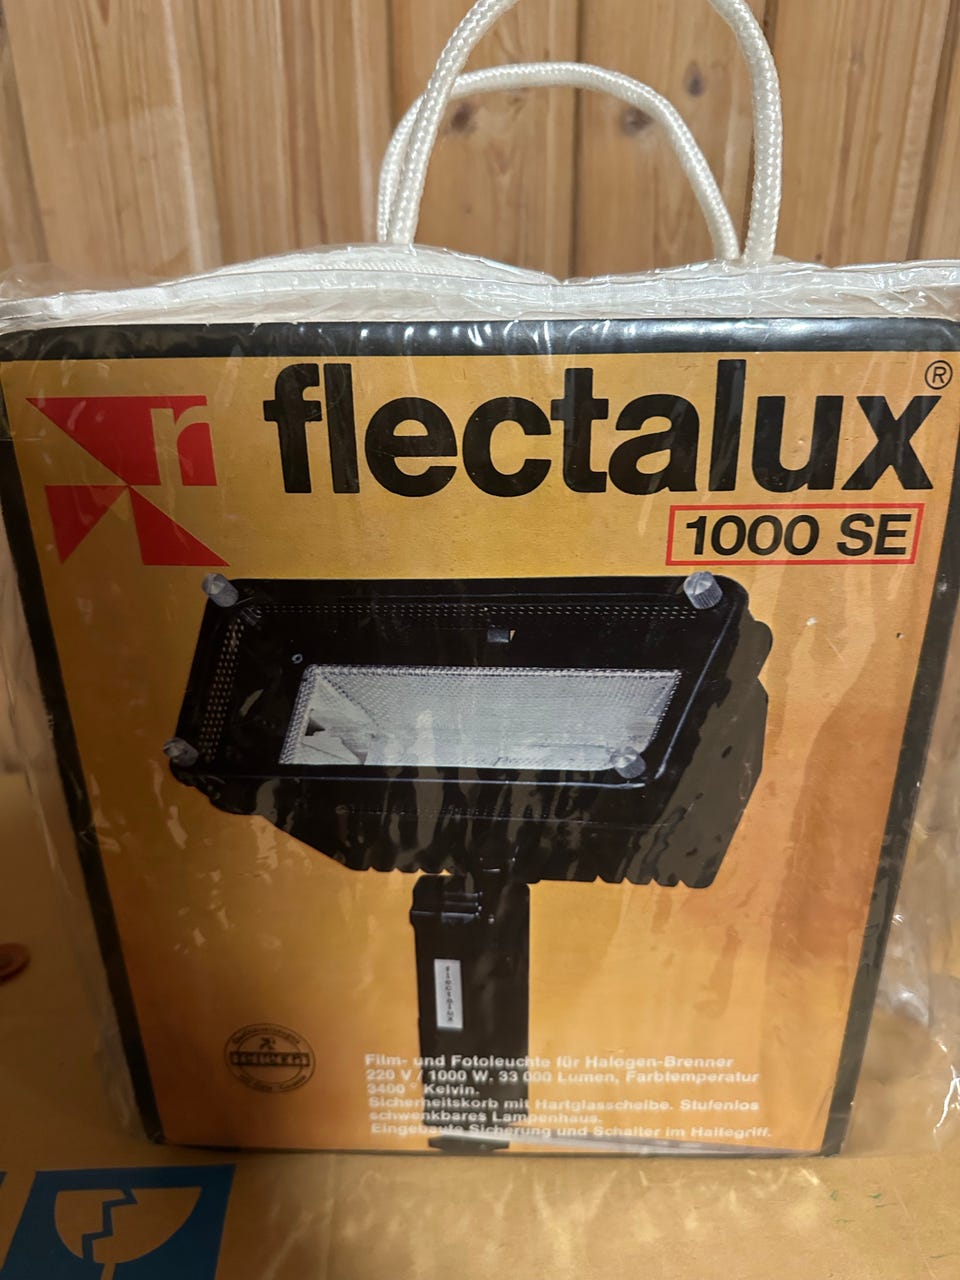 r flectalux ®
1000 SE
flectalux
Film- und Fotoleuchte für Halogen-Brenner
220 V / 1000 W. 33 000 Lumen, Farbtemperatur
3400° Kelvin.
Sicherheitskorb mit Hartglasscheibe. Stufenlos
schwenkbares Lampenhaus.
Eingebaute Sicherung und Schalter im Haltegriff.